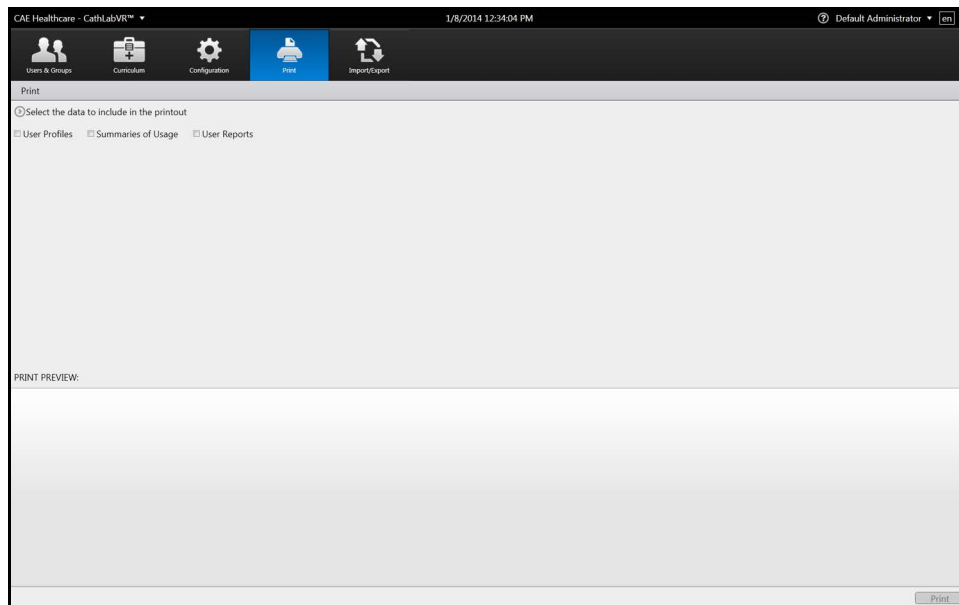 CAE Healthcare - CathLabVR™ 1/8/2014 12:34:04 PM Default Administrator en
Users & Groups Curriculum Configuration Print Import/Export
Print
Select the data to include in the printout
User Profiles Summaries of Usage User Reports
PRINT PREVIEW:
Print